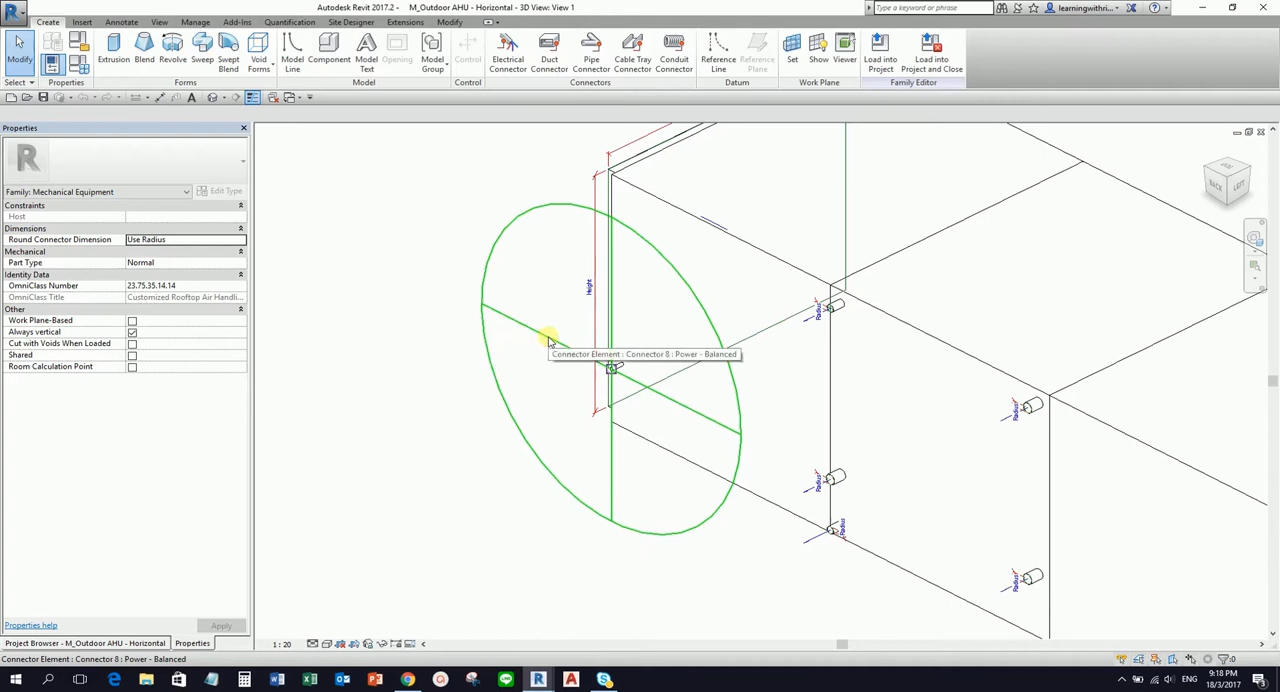 Autodesk Revit 2017.2 - M_Outdoor AHU - Horizontal - 3D View: View 1
Type a keyword or phrase
learningwithri...
Create Insert Annotate View Manage Add-Ins Quantification Site Designer Extensions Modify
Modify
Extrusion Blend Revolve Sweep Swept Blend Void Forms
Model Line Component Model Text Opening Model Group
Control
Electrical Connector Duct Connector Pipe Connector Cable Tray Connector Conduit Connector
Reference Line Reference Plane
Set Show Viewer
Load into Project Load into Project and Close
Select Properties Forms Model Control Connectors Datum Work Plane Family Editor
Properties
Family: Mechanical Equipment Edit Type
Constraints
Host
Dimensions
Round Connector Dimension Use Radius
Mechanical
Part Type Normal
Identity Data
OmniClass Number 23.75.35.14.14
OmniClass Title Customized Rooftop Air Handli...
Other
Work Plane-Based
Always vertical
Cut with Voids When Loaded
Shared
Room Calculation Point
Properties help Apply
Project Browser - M_Outdoor AHU - Horizontal Properties
Height
Connector Element : Connector 8 : Power - Balanced
Radius
Radius
Radius
Radius
Radius
BACK LEFT
1 : 20
Connector Element : Connector 8 : Power - Balanced
:0
ENG
9:18 PM
18/3/2017